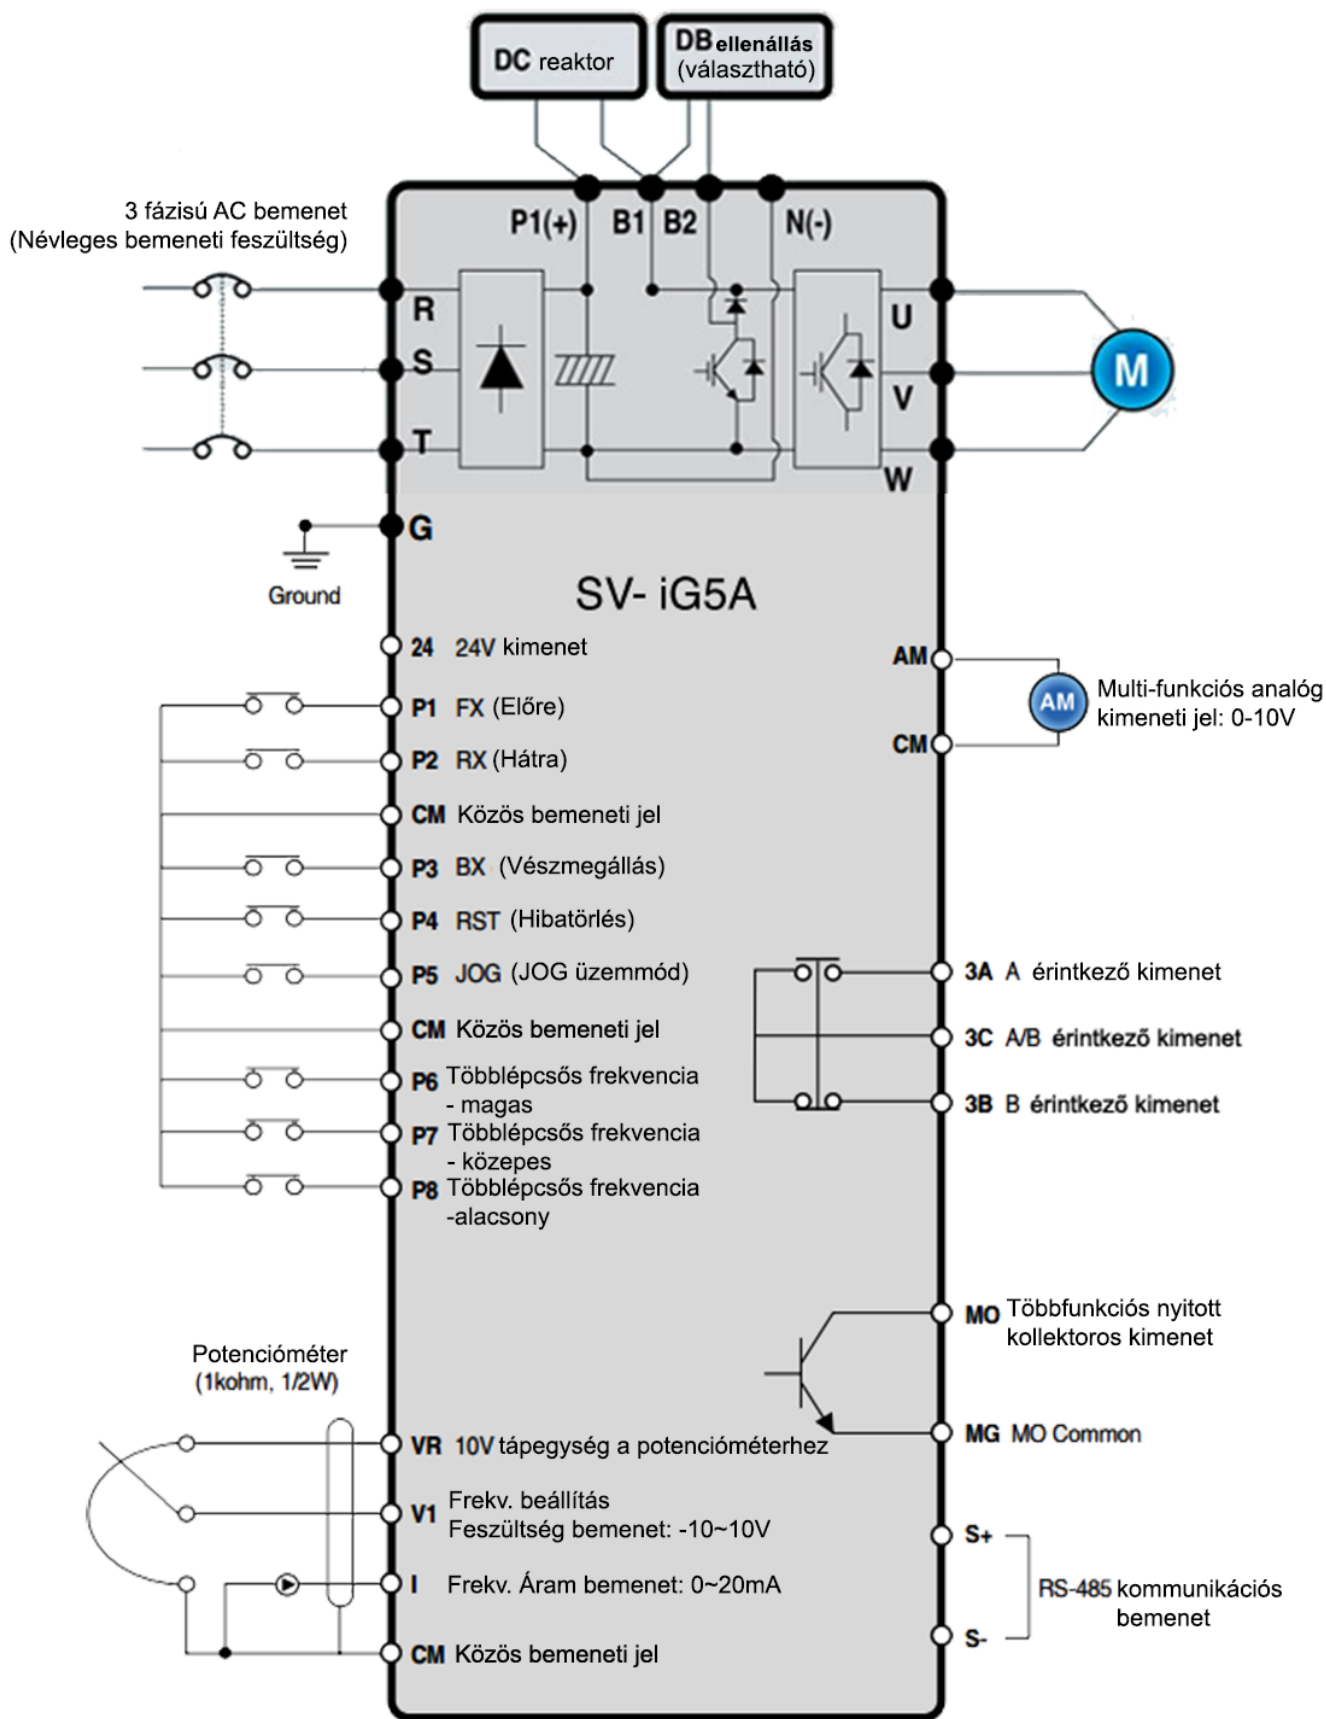 DC reaktor
DB ellenállás
(választható)
3 fázisú AC bemenet
(Névleges bemeneti feszültség)
P1(+) B1 B2 N(-)
R
S
T
U
V
W
M
G
Ground
SV- iG5A
24 24V kimenet
P1 FX (Előre)
P2 RX (Hátra)
CM Közös bemeneti jel
P3 BX (Vészmegállás)
P4 RST (Hibatörlés)
P5 JOG (JOG üzemmód)
CM Közös bemeneti jel
P6 Többlépcsős frekvencia
- magas
P7 Többlépcsős frekvencia
- közepes
P8 Többlépcsős frekvencia
-alacsony
AM
CM
AM
Multi-funkciós analóg
kimeneti jel: 0-10V
3A A érintkező kimenet
3C A/B érintkező kimenet
3B B érintkező kimenet
MO Többfunkciós nyitott
kollektoros kimenet
MG MO Common
Potencióméter
(1kohm, 1/2W)
VR 10V tápegység a potencióméterhez
V1 Frekv. beállítás
Feszültség bemenet: -10~10V
I Frekv. Áram bemenet: 0~20mA
CM Közös bemeneti jel
S+
RS-485 kommunikációs
bemenet
S-